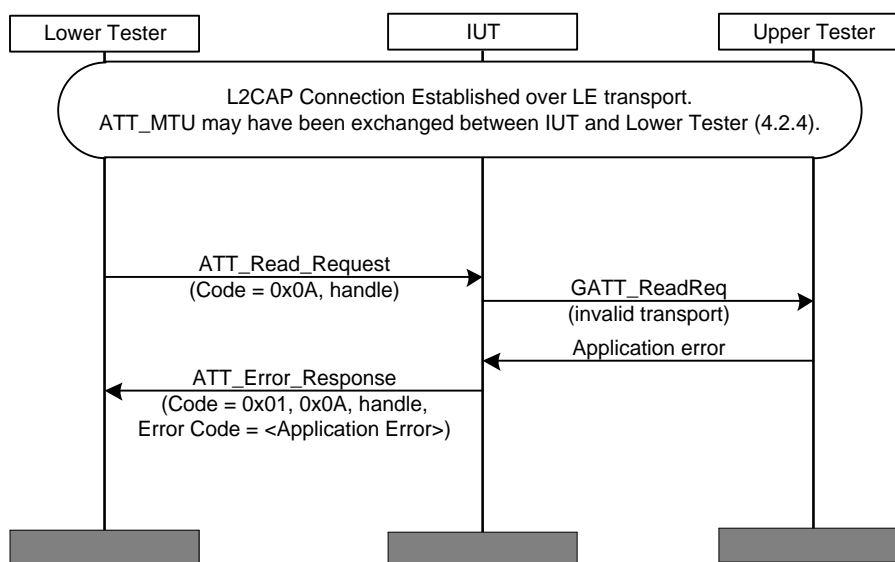 Lower Tester
IUT
Upper Tester
L2CAP Connection Established over LE transport.
ATT_MTU may have been exchanged between IUT and Lower Tester (4.2.4).
ATT_Read_Request
(Code = 0x0A, handle)
GATT_ReadReq
(invalid transport)
Application error
ATT_Error_Response
(Code = 0x01, 0x0A, handle,
Error Code = <Application Error>)